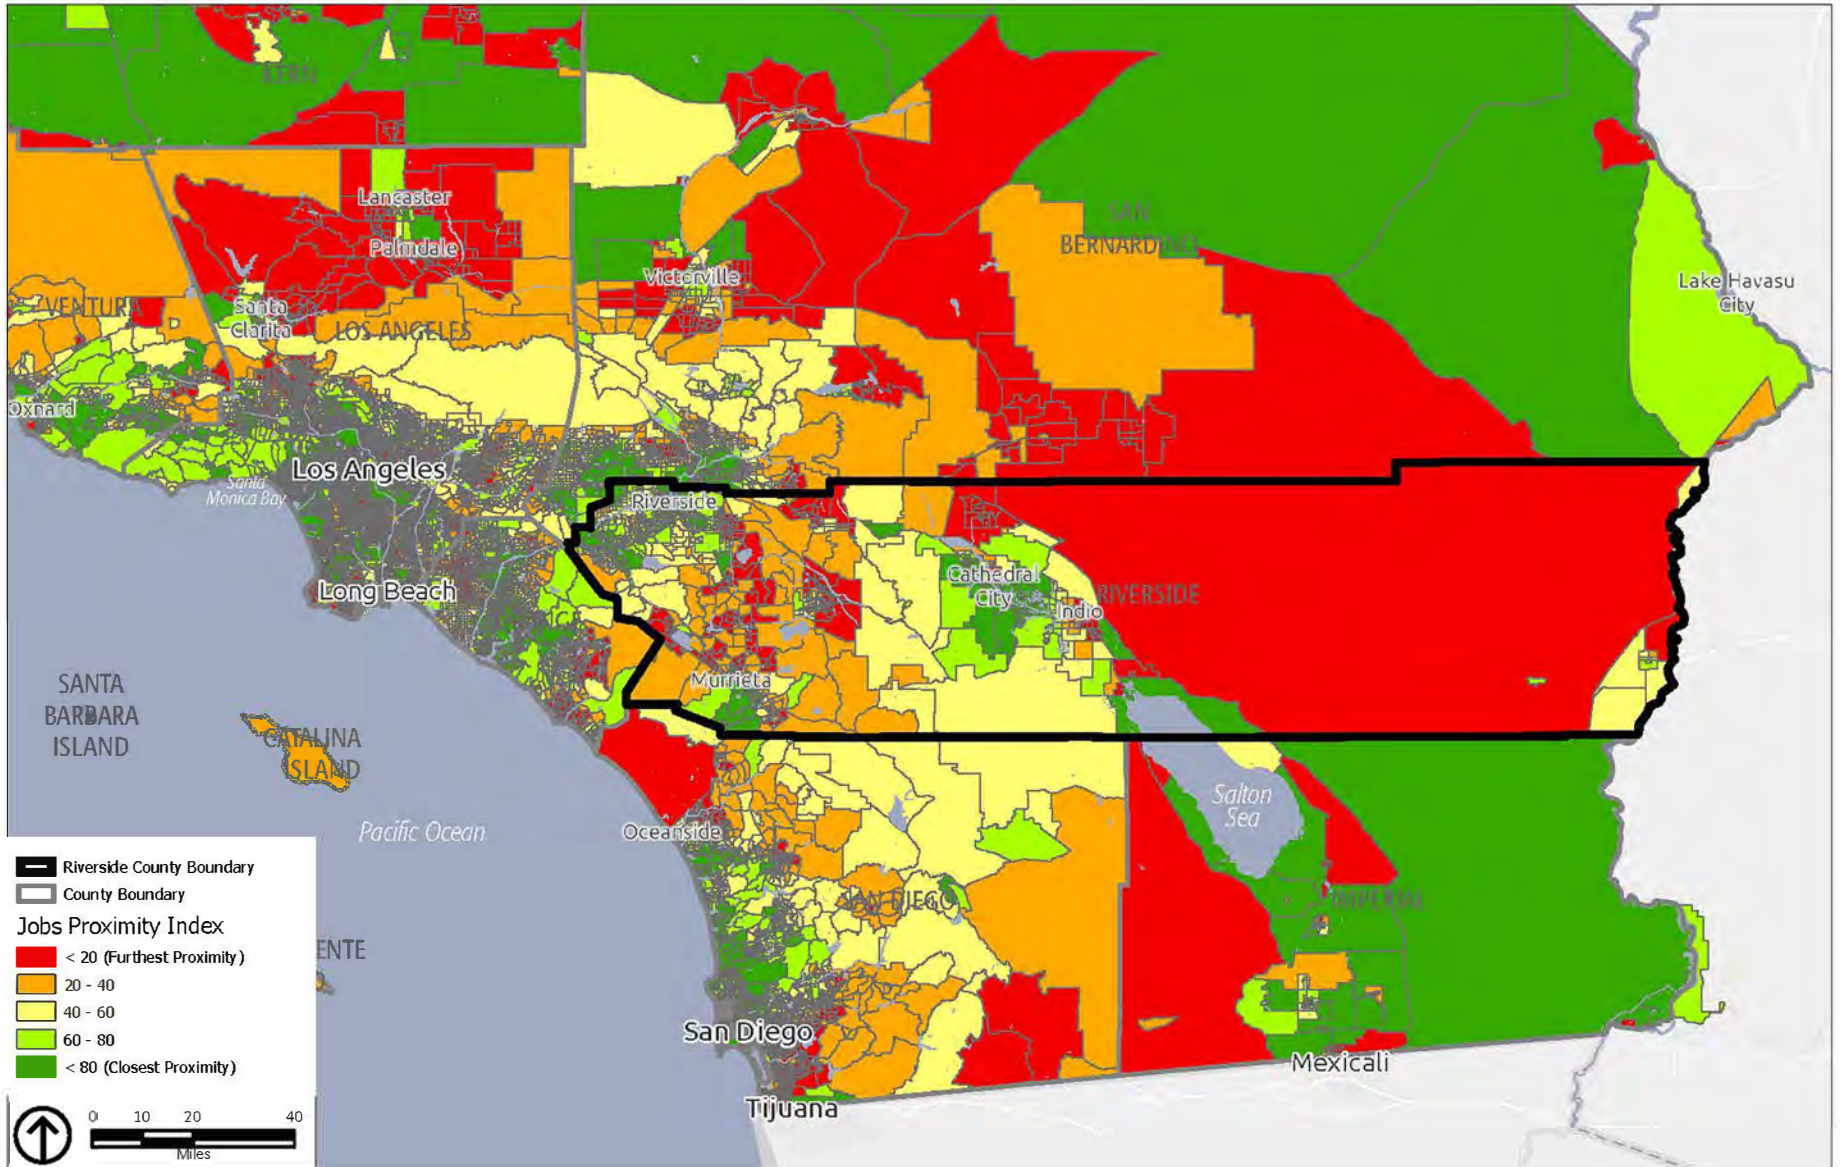 KERN
Lancaster
Palmdale
SAN
BERNARDINO
Victorville
Lake Havasu
City
VENTURA
Santa
Clarita
LOS ANGELES
Oxnard
Los Angeles
Santa
Monica Bay
Riverside
Long Beach
Cathedral
City
Indio
RIVERSIDE
Murrieta
SANTA
BARBARA
ISLAND
CATALINA
ISLAND
Pacific Ocean
Oceanside
Salton
Sea
SAN DIEGO
IMPERIAL
ENTE
San Diego
Mexicali
Tijuana
Riverside County Boundary
County Boundary
Jobs Proximity Index
< 20 (Furthest Proximity)
20 - 40
40 - 60
60 - 80
< 80 (Closest Proximity)
0 10 20 40
Miles